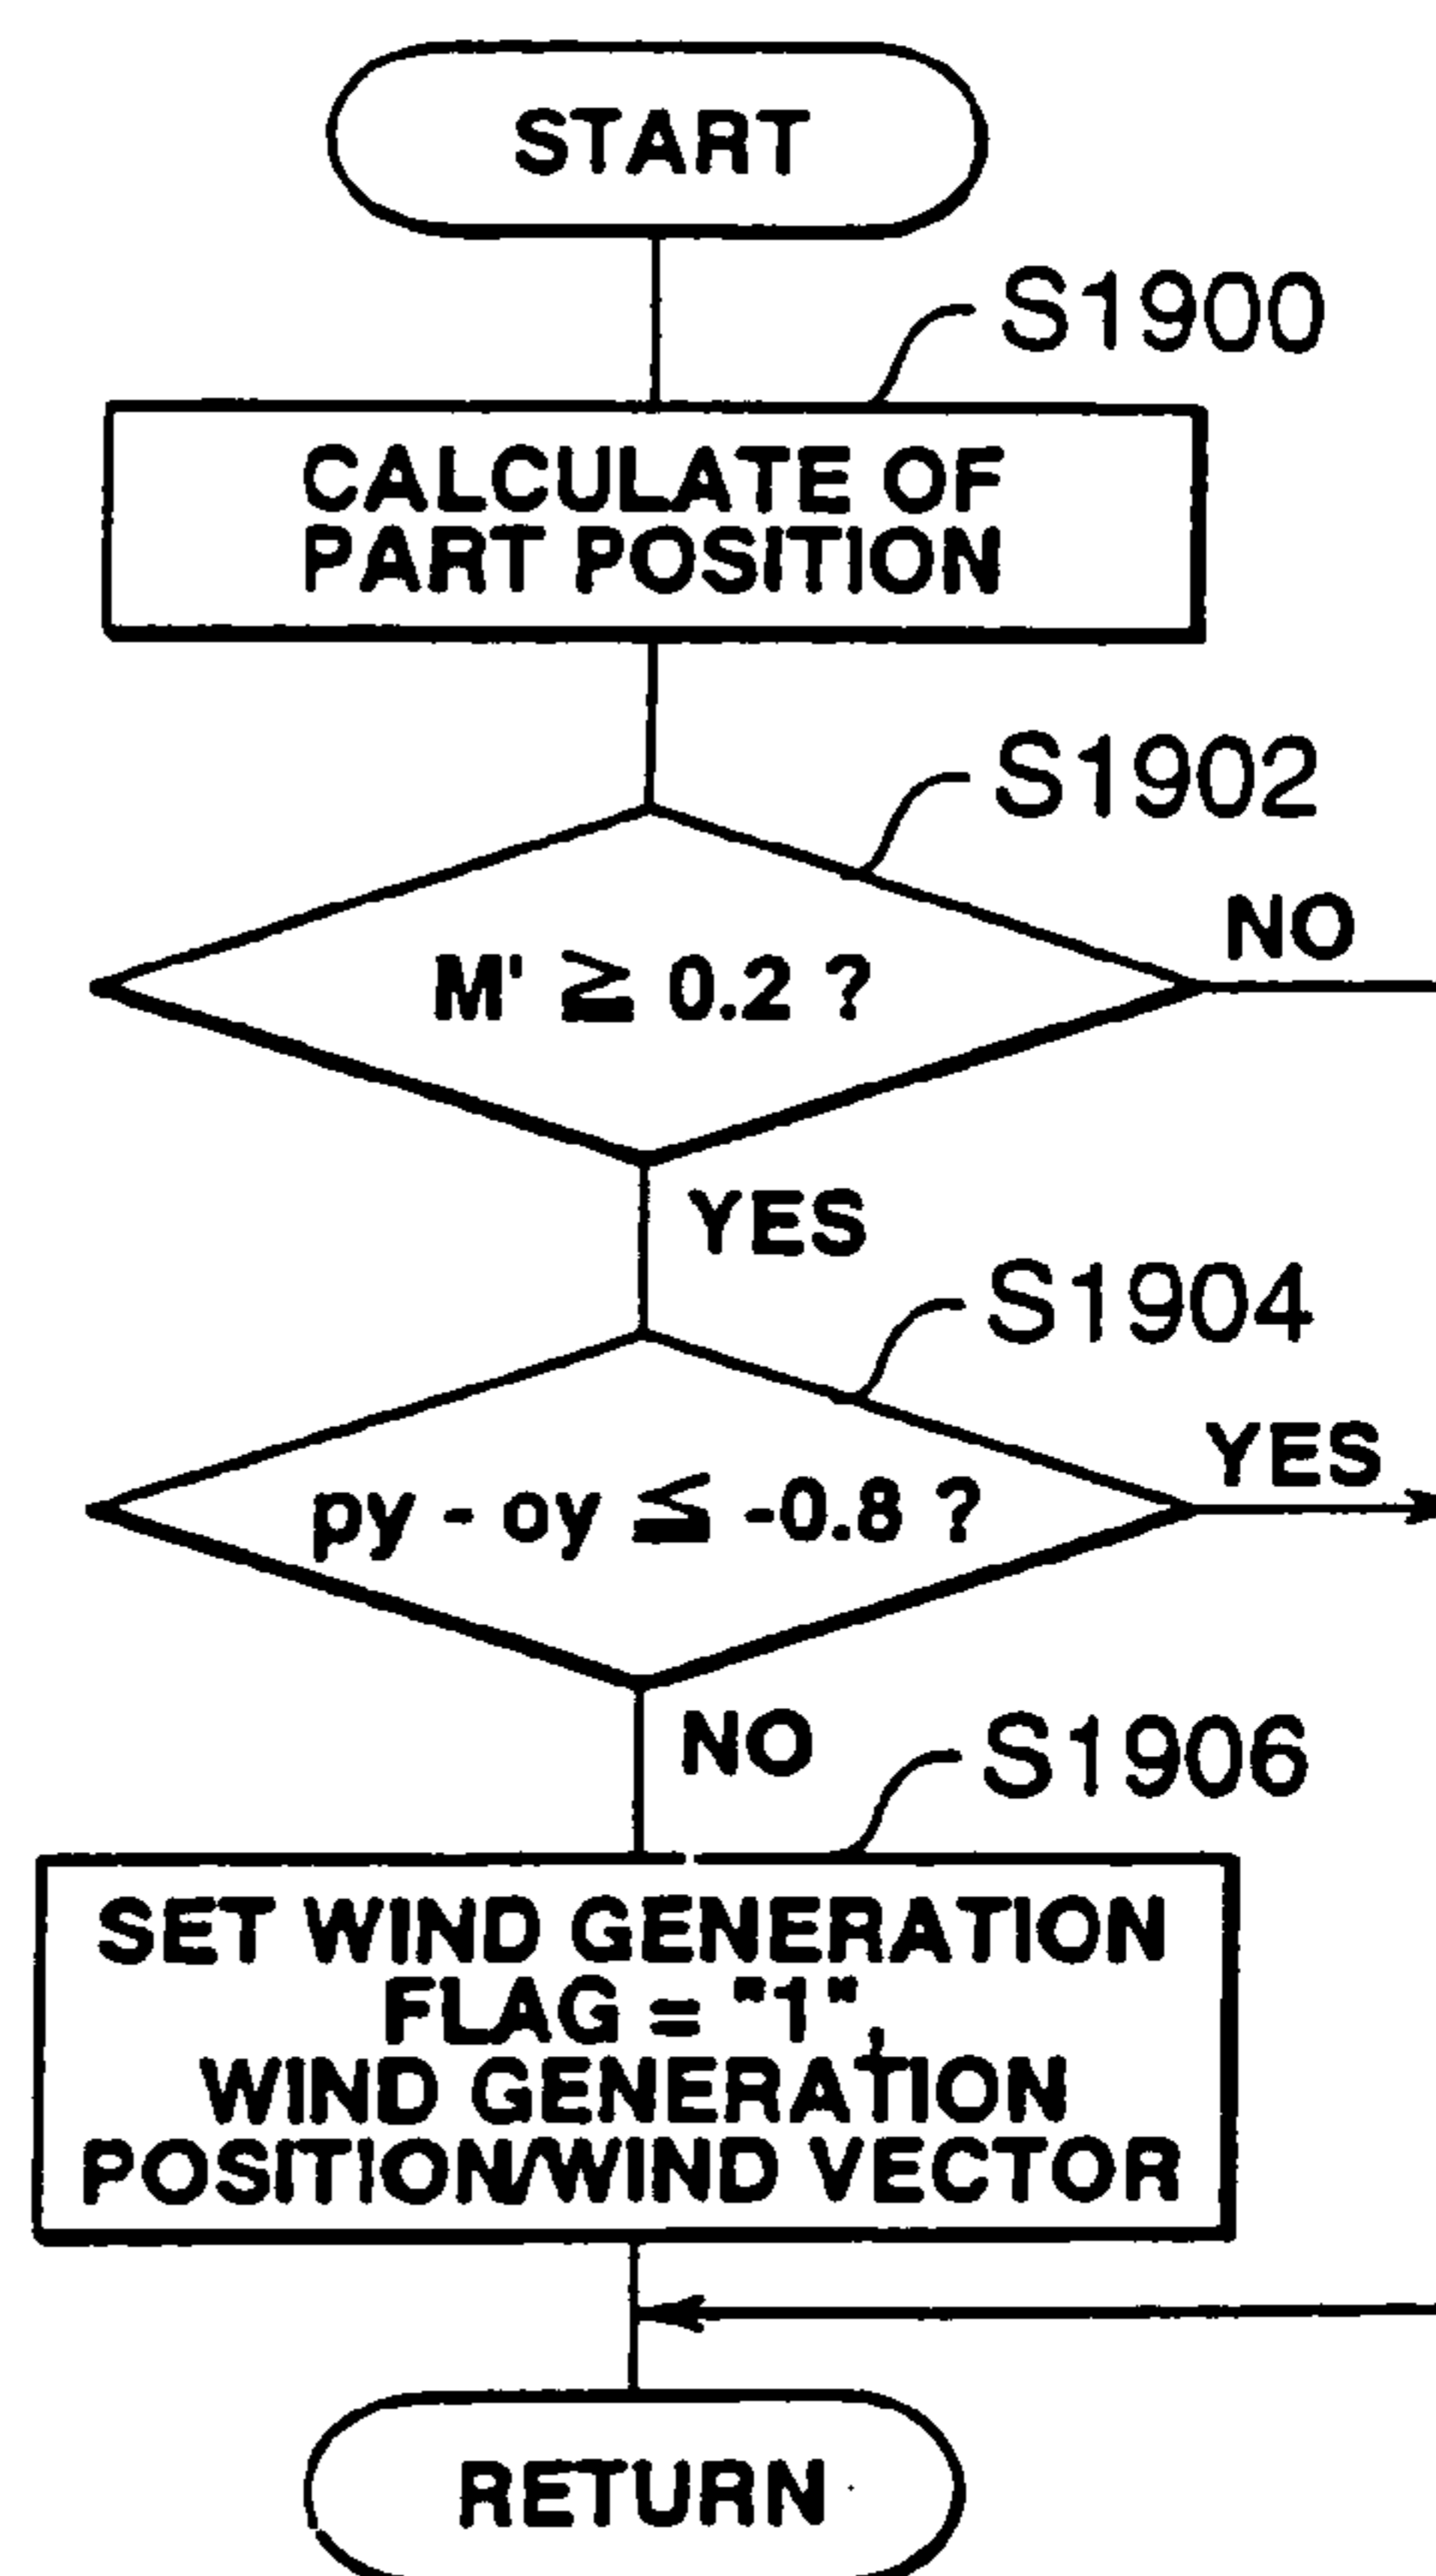 START
S1900
CALCULATE OF
PART POSITION
S1902
M' ≧ 0.2 ?
NO
YES
S1904
py - oy ≦ -0.8 ?
YES
NO
S1906
SET WIND GENERATION
FLAG = "1",
WIND GENERATION
POSITION/WIND VECTOR
RETURN